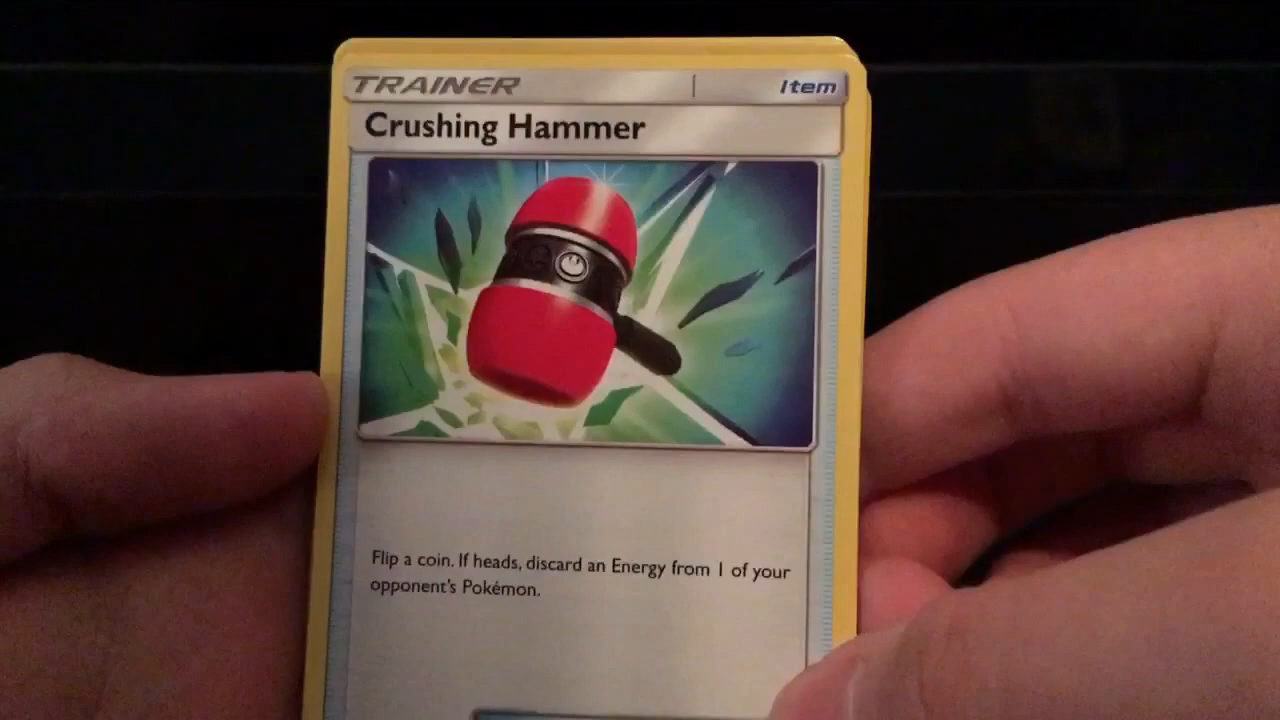 TRAINER
Item
Crushing Hammer
Flip a coin. If heads, discard an Energy from 1 of your
opponent's Pokémon.